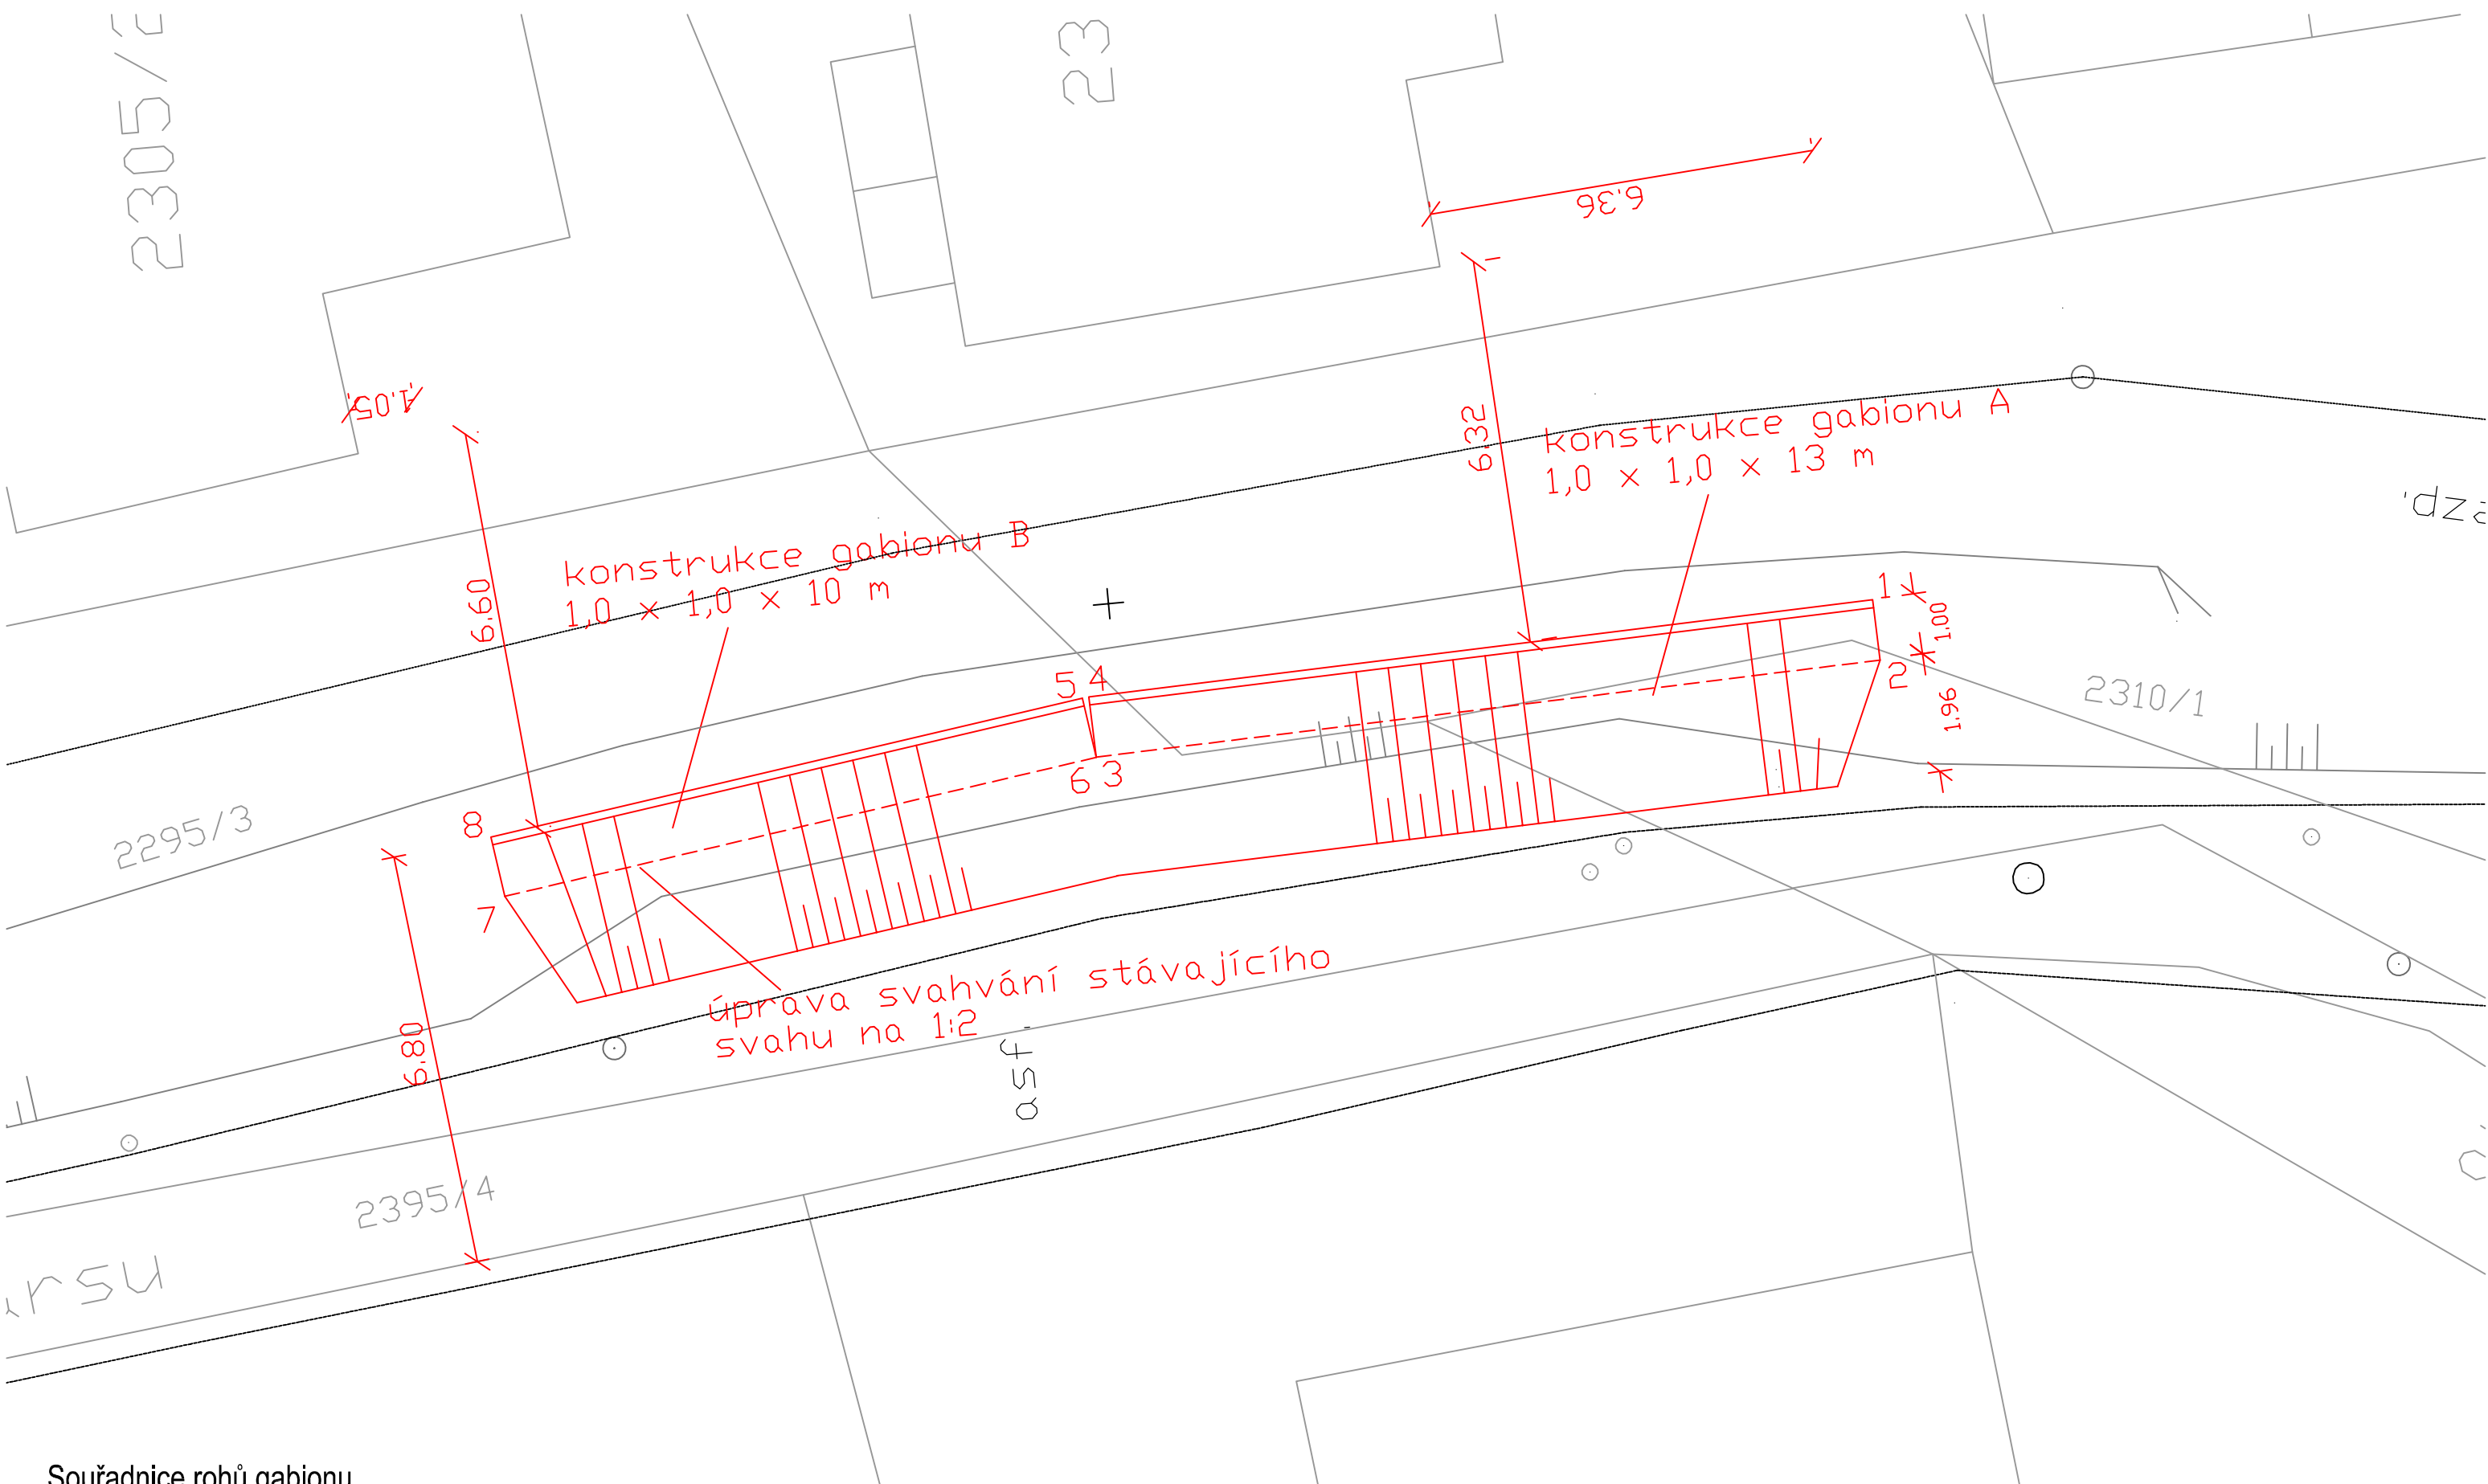 23
6.36
1.05
6.32
konstrukce gabionu A
1,0 x 1,0 x 13 m
konstrukce gabionu B
1,0 x 1,0 x 10 m
6.60
1
1.00
2
1.96
5 4
6 3
2310/1
8
7
2295/3
úprava svahvání stávajícího
svahu na 1:2
asf.
6.80
2395/4
Souřadnice rohů gabionu